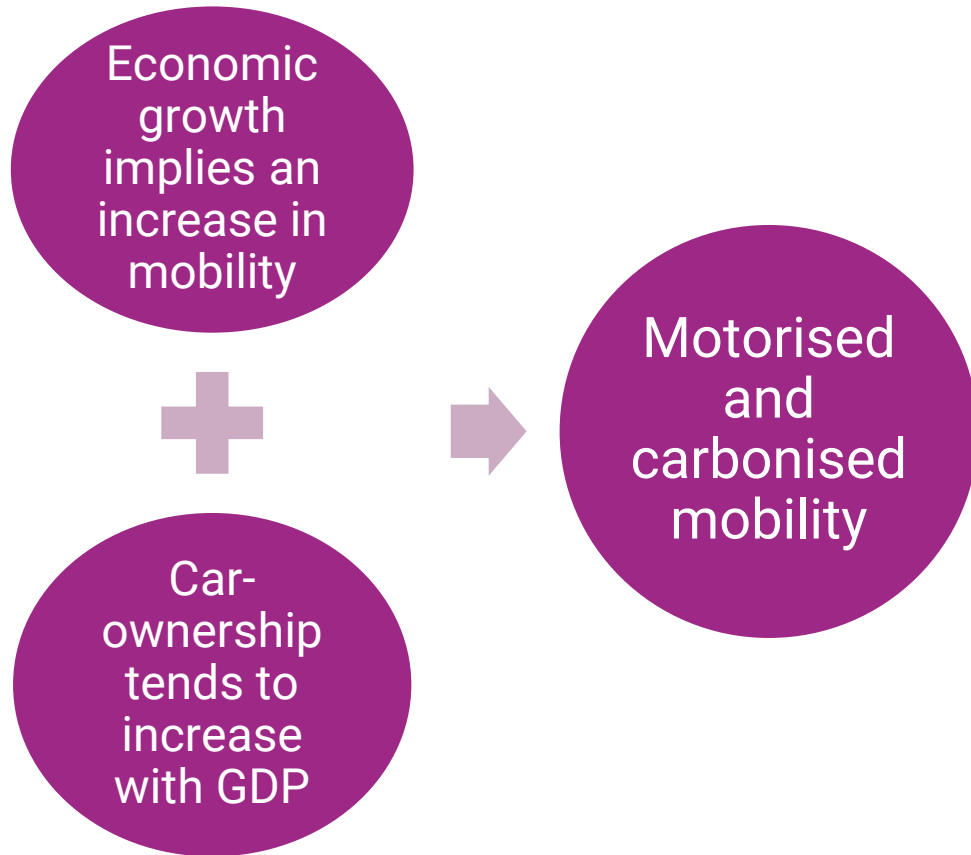 Economic
growth
implies an
increase in
mobility
Car-
ownership
tends to
increase
with GDP
Motorised
and
carbonised
mobility